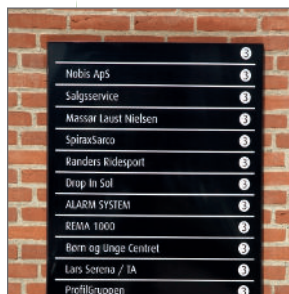 3
Nobis ApS 3
Salgsservice 3
Massør Laust Nielsen 3
SpiraxSarco 3
Randers Ridesport 3
Drop In Sol 3
ALARM SYSTEM 3
REMA 1000 3
Børn og Unge Centret 3
Lars Serena / TA 3
ProfilGruppen 3